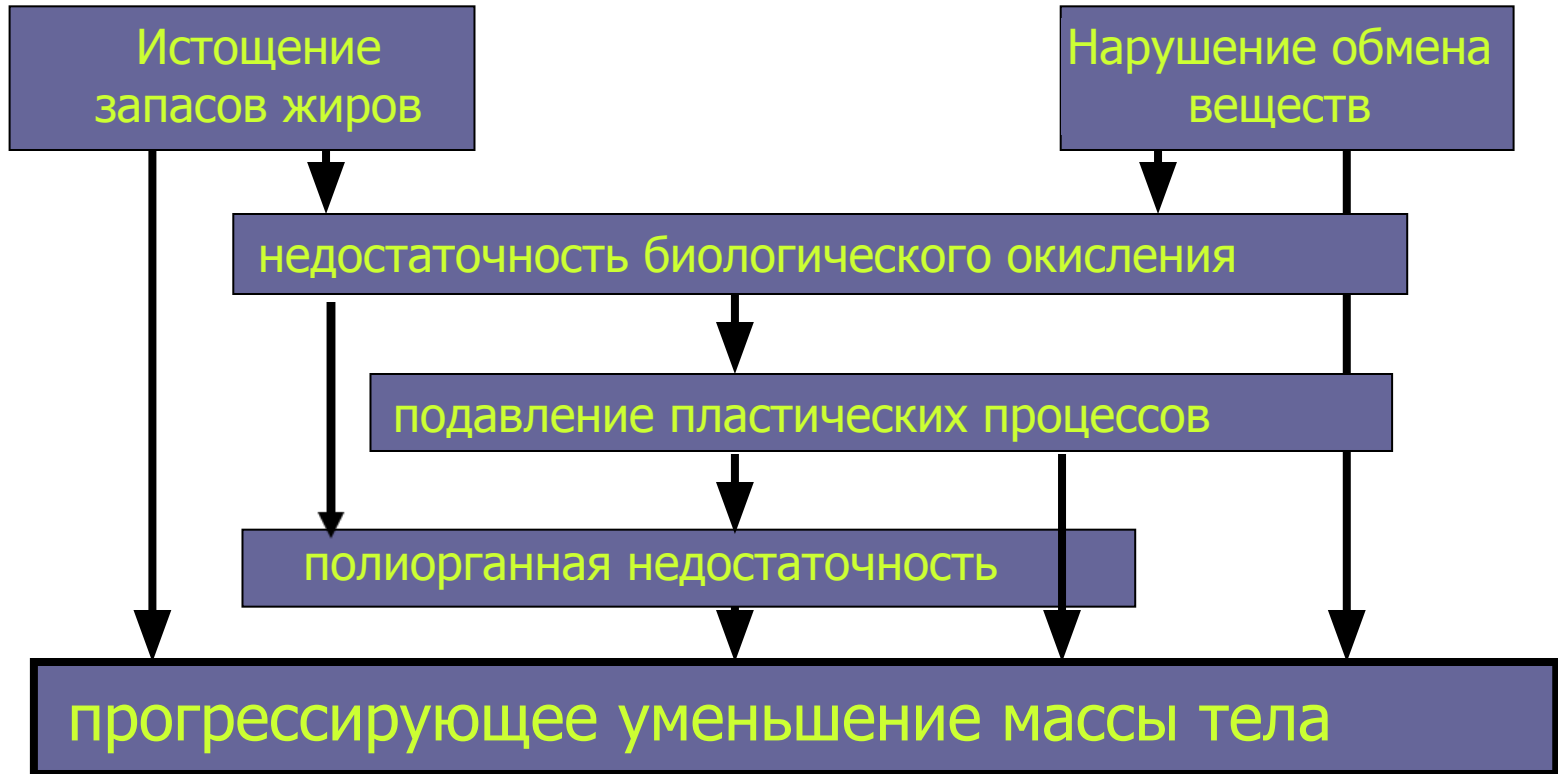 Истощение
запасов жиров
Нарушение обмена
веществ
недостаточность биологического окисления
подавление пластических процессов
полиорганная недостаточность
прогрессирующее уменьшение массы тела